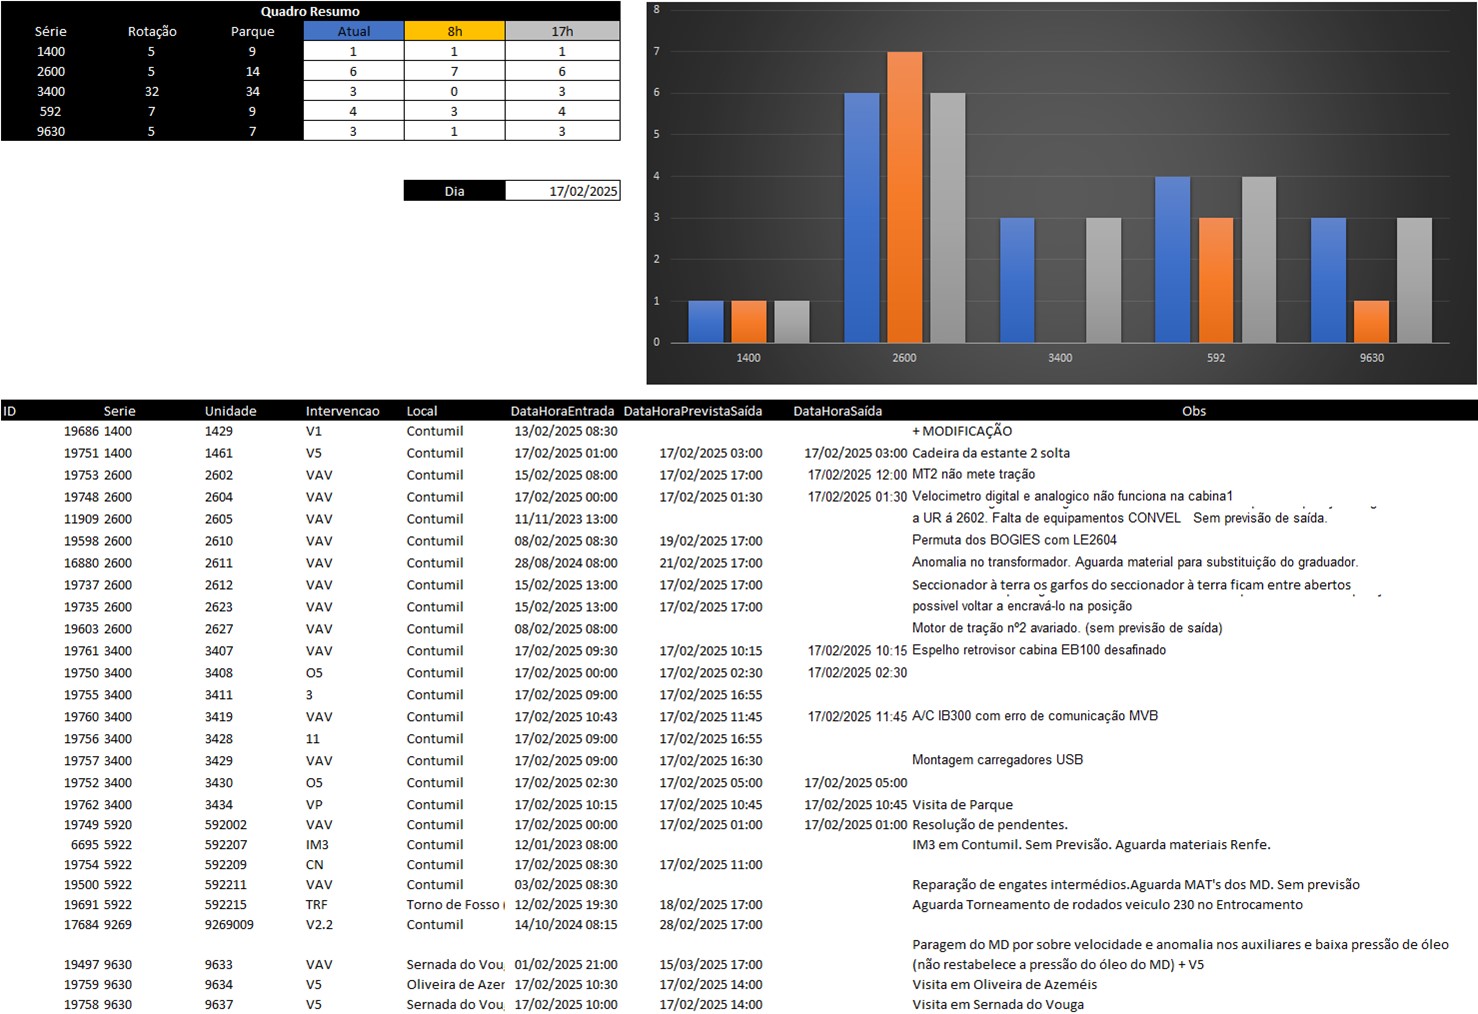 Quadro Resumo
Série Rotação Parque Atual 8h 17h
1400 5 9 1 1 1
2600 5 14 6 7 6
3400 32 34 3 0 3
592 7 9 4 3 4
9630 5 7 3 1 3
Dia 17/02/2025
8
7
6
5
4
3
2
1
0
1400 2600 3400 592 9630
ID Serie Unidade Intervencao Local DataHoraEntrada DataHoraPrevistaSaída DataHoraSaída Obs
19686 1400 1429 V1 Contumil 13/02/2025 08:30 + MODIFICAÇÃO
19751 1400 1461 V5 Contumil 17/02/2025 01:00 17/02/2025 03:00 17/02/2025 03:00 Cadeira da estante 2 solta
19753 2600 2602 VAV Contumil 15/02/2025 08:00 17/02/2025 17:00 17/02/2025 12:00 MT2 não mete tração
19748 2600 2604 VAV Contumil 17/02/2025 00:00 17/02/2025 01:30 17/02/2025 01:30 Velocimetro digital e analogico não funciona na cabina1
11909 2600 2605 VAV Contumil 11/11/2023 13:00 a UR á 2602. Falta de equipamentos CONVEL Sem previsão de saída.
19598 2600 2610 VAV Contumil 08/02/2025 08:30 19/02/2025 17:00 Permuta dos BOGIES com LE2604
16880 2600 2611 VAV Contumil 28/08/2024 08:00 21/02/2025 17:00 Anomalia no transformador. Aguarda material para substituição do graduador.
19737 2600 2612 VAV Contumil 15/02/2025 13:00 17/02/2025 17:00 Seccionador à terra os garfos do seccionador à terra ficam entre abertos
19735 2600 2623 VAV Contumil 15/02/2025 13:00 17/02/2025 17:00 possivel voltar a encravá-lo na posição
19603 2600 2627 VAV Contumil 08/02/2025 08:00 Motor de tração nº2 avariado. (sem previsão de saída)
19761 3400 3407 VAV Contumil 17/02/2025 09:30 17/02/2025 10:15 17/02/2025 10:15 Espelho retrovisor cabina EB100 desafinado
19750 3400 3408 O5 Contumil 17/02/2025 00:00 17/02/2025 02:30 17/02/2025 02:30
19755 3400 3411 3 Contumil 17/02/2025 09:00 17/02/2025 16:55
19760 3400 3419 VAV Contumil 17/02/2025 10:43 17/02/2025 11:45 17/02/2025 11:45 A/C IB300 com erro de comunicação MVB
19756 3400 3428 11 Contumil 17/02/2025 09:00 17/02/2025 16:55
19757 3400 3429 VAV Contumil 17/02/2025 09:00 17/02/2025 16:30 Montagem carregadores USB
19752 3400 3430 O5 Contumil 17/02/2025 02:30 17/02/2025 05:00 17/02/2025 05:00
19762 3400 3434 VP Contumil 17/02/2025 10:15 17/02/2025 10:45 17/02/2025 10:45 Visita de Parque
19749 5920 592002 VAV Contumil 17/02/2025 00:00 17/02/2025 01:00 17/02/2025 01:00 Resolução de pendentes.
6695 5922 592207 IM3 Contumil 12/01/2023 08:00 IM3 em Contumil. Sem Previsão. Aguarda materiais Renfe.
19754 5922 592209 CN Contumil 17/02/2025 08:30 17/02/2025 11:00
19500 5922 592211 VAV Contumil 03/02/2025 08:30 Reparação de engates intermédios.Aguarda MAT's dos MD. Sem previsão
19691 5922 592215 TRF Torno de Fosso ( 12/02/2025 19:30 18/02/2025 17:00 Aguarda Torneamento de rodados veiculo 230 no Entrocamento
17684 9269 9269009 V2.2 Contumil 14/10/2024 08:15 28/02/2025 17:00
Paragem do MD por sobre velocidade e anomalia nos auxiliares e baixa pressão de óleo
19497 9630 9633 VAV Sernada do Vou 01/02/2025 21:00 15/03/2025 17:00 (não restabelece a pressão do óleo do MD) + V5
19759 9630 9634 V5 Oliveira de Azer 17/02/2025 10:30 17/02/2025 14:00 Visita em Oliveira de Azeméis
19758 9630 9637 V5 Sernada do Vou 17/02/2025 10:00 17/02/2025 14:00 Visita em Sernada do Vouga